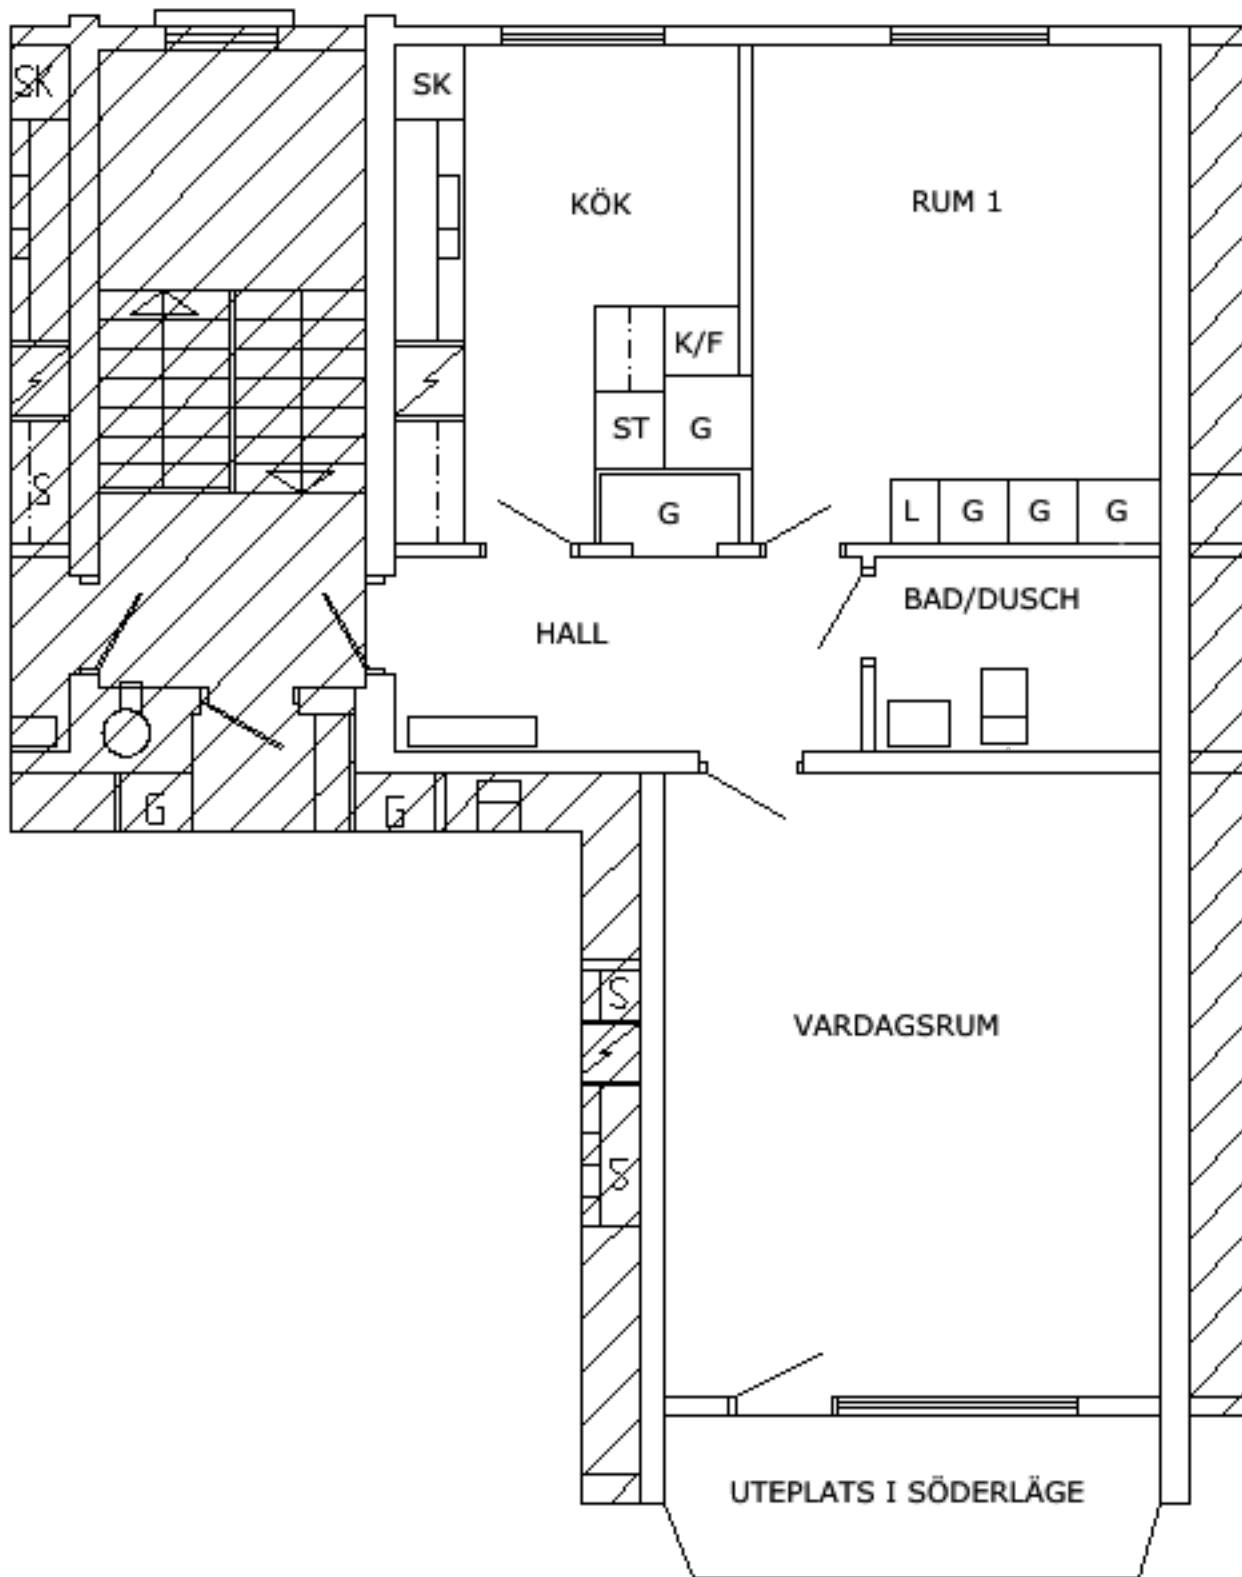 SK
SK
KÖK
RUM 1
K/F
ST
G
S
G
L
G
G
G
BAD/DUSCH
HALL
G
G
S
VARDAGSRUM
S
UTEPLATS I SÖDERLÄGE